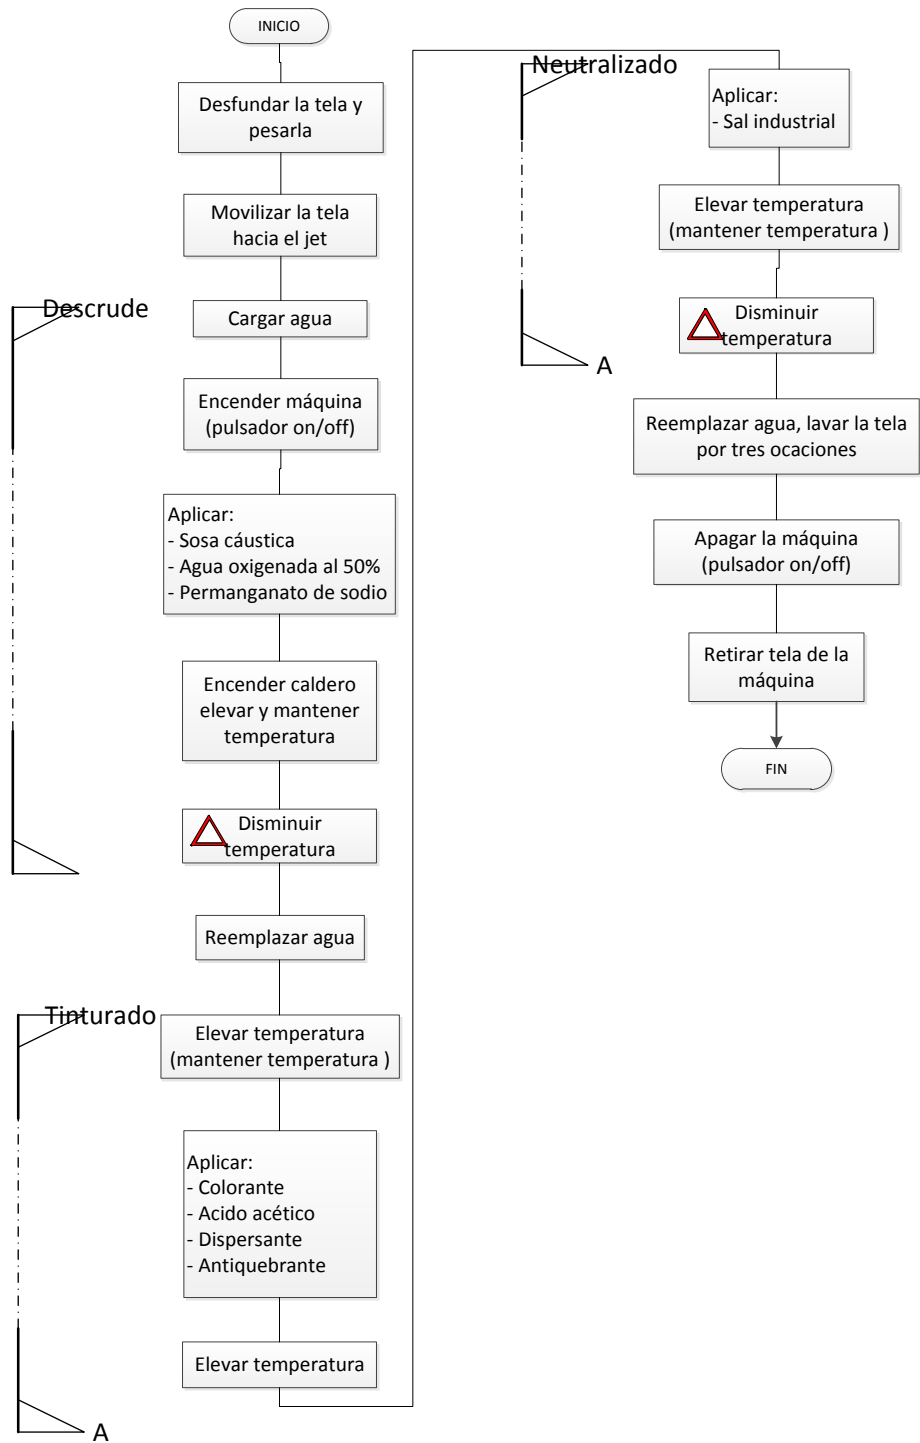 INICIO
Desfundar la tela y
pesarla
Movilizar la tela
hacia el jet
Descrude
Cargar agua
Encender máquina
(pulsador on/off)
Aplicar:
- Sosa cáustica
- Agua oxigenada al 50%
- Permanganato de sodio
Encender caldero
elevar y mantener
temperatura
Disminuir
temperatura
Reemplazar agua
Tinturado
Elevar temperatura
(mantener temperatura )
Aplicar:
- Colorante
- Acido acético
- Dispersante
- Antiquebrante
Elevar temperatura
A
Neutralizado
Aplicar:
- Sal industrial
Elevar temperatura
(mantener temperatura )
Disminuir
temperatura
A
Reemplazar agua, lavar la tela
por tres ocaciones
Apagar la máquina
(pulsador on/off)
Retirar tela de la
máquina
FIN